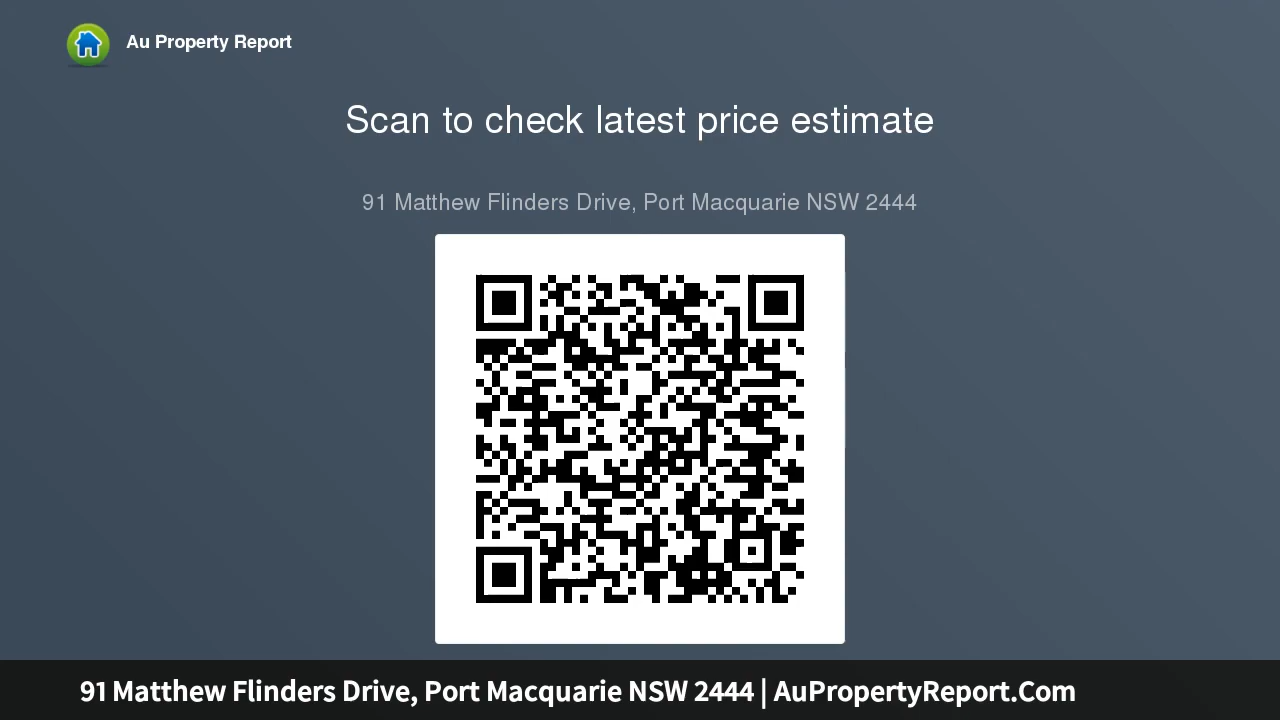 Au Property Report
Scan to check latest price estimate
91 Matthew Flinders Drive, Port Macquarie NSW 2444
91 Matthew Flinders Drive, Port Macquarie NSW 2444 | AuPropertyReport.Com